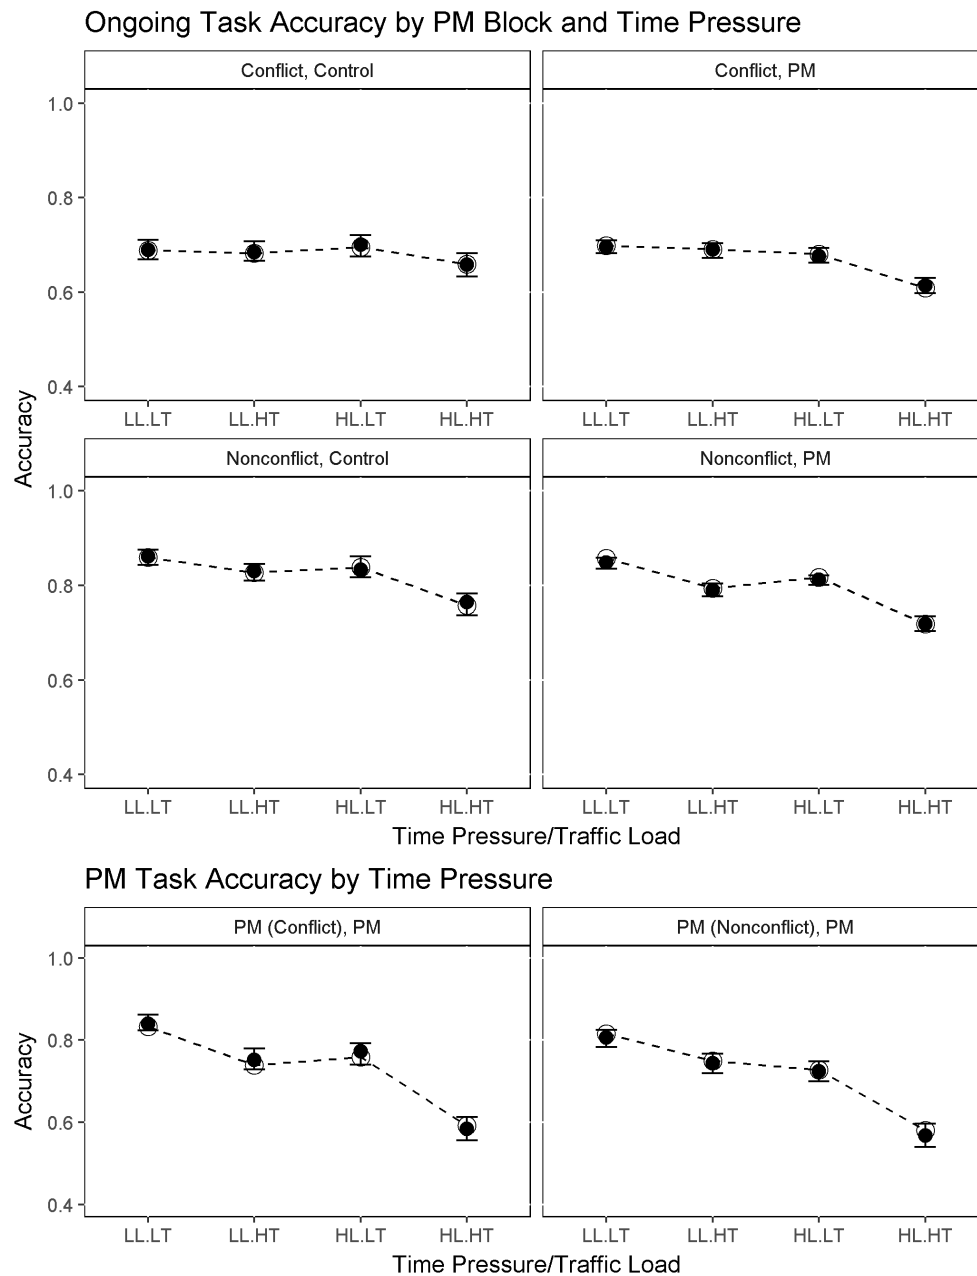 Ongoing Task Accuracy by PM Block and Time Pressure
Conflict, Control
Conflict, PM
1.0
0.8
0.6
0.4
LL.LT LL.HT HL.LT HL.HT
LL.LT LL.HT HL.LT HL.HT
Accuracy
Nonconflict, Control
Nonconflict, PM
1.0
0.8
0.6
0.4
LL.LT LL.HT HL.LT HL.HT
LL.LT LL.HT HL.LT HL.HT
Time Pressure/Traffic Load
PM Task Accuracy by Time Pressure
PM (Conflict), PM
PM (Nonconflict), PM
1.0
0.8
0.6
0.4
Accuracy
LL.LT LL.HT HL.LT HL.HT
LL.LT LL.HT HL.LT HL.HT
Time Pressure/Traffic Load